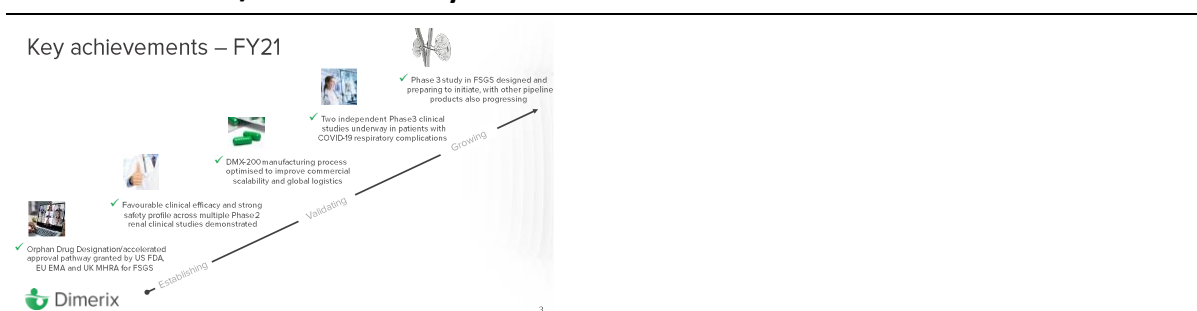 Key achievements – FY21
✓ Phase 3 study in FSGS designed and
preparing to initiate, with other pipeline
products also progressing
✓ Two independent Phase3 clinical
studies underway in patients with
COVID-19 respiratory complications
Growing
✓ DMX-200 manufacturing process
optimised to improve commercial
scalability and global logistics
Validating
✓ Favourable clinical efficacy and strong
safety profile across multiple Phase2
renal clinical studies demonstrated
✓ Orphan Drug Designation/accelerated
approval pathway granted by US FDA,
EU EMA and UK MHRA for FSGS
Establishing
Dimerix
3